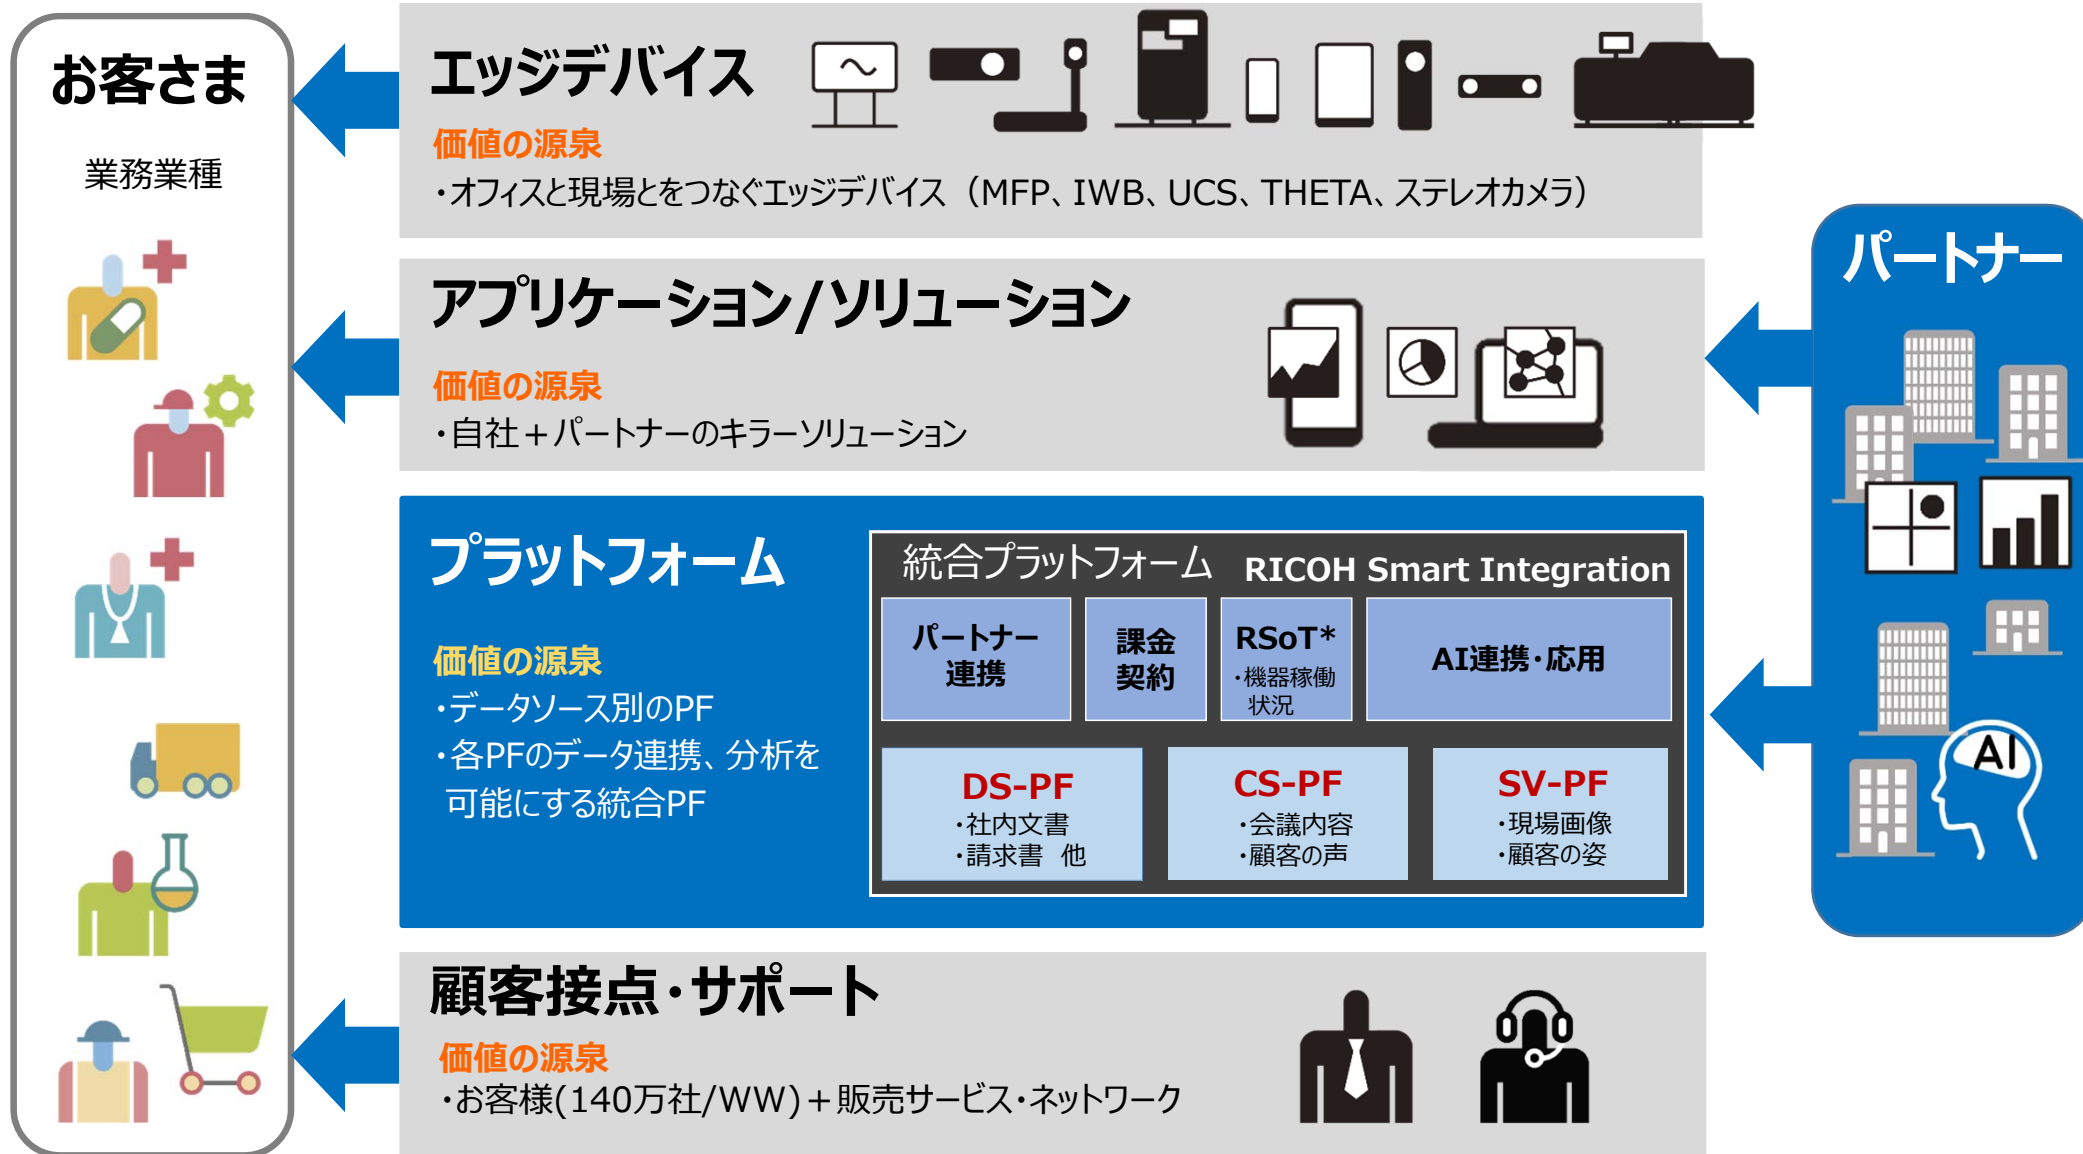 お客さま
業務業種
エッジデバイス
価値の源泉
・オフィスと現場とをつなぐエッジデバイス（MFP、IWB、UCS、THETA、ステレオカメラ）
アプリケーション/ソリューション
価値の源泉
・自社＋パートナーのキラーソリューション
プラットフォーム
価値の源泉
・データソース別のPF
・各PFのデータ連携、分析を
可能にする統合PF
統合プラットフォーム RICOH Smart Integration
パートナー
連携
課金
契約
RSoT*
・機器稼働
状況
AI連携・応用
DS-PF
・社内文書
・請求書 他
CS-PF
・会議内容
・顧客の声
SV-PF
・現場画像
・顧客の姿
顧客接点・サポート
価値の源泉
・お客様(140万社/WW)＋販売サービス・ネットワーク
パートナー
AI